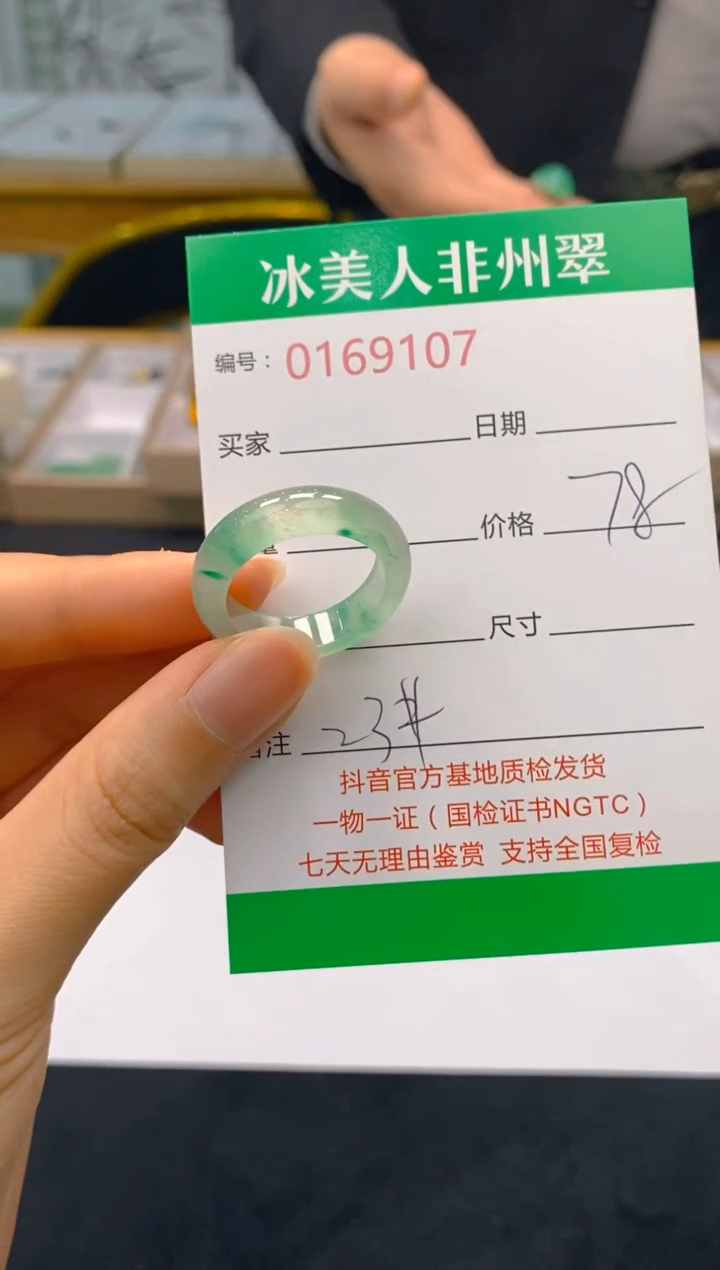 冰美人非州翠
编号：0169107
买家 日期
价格 78
尺寸
注 23#
抖音官方基地质检发货
一物一证（国检证书NGTC）
七天无理由鉴赏 支持全国复检